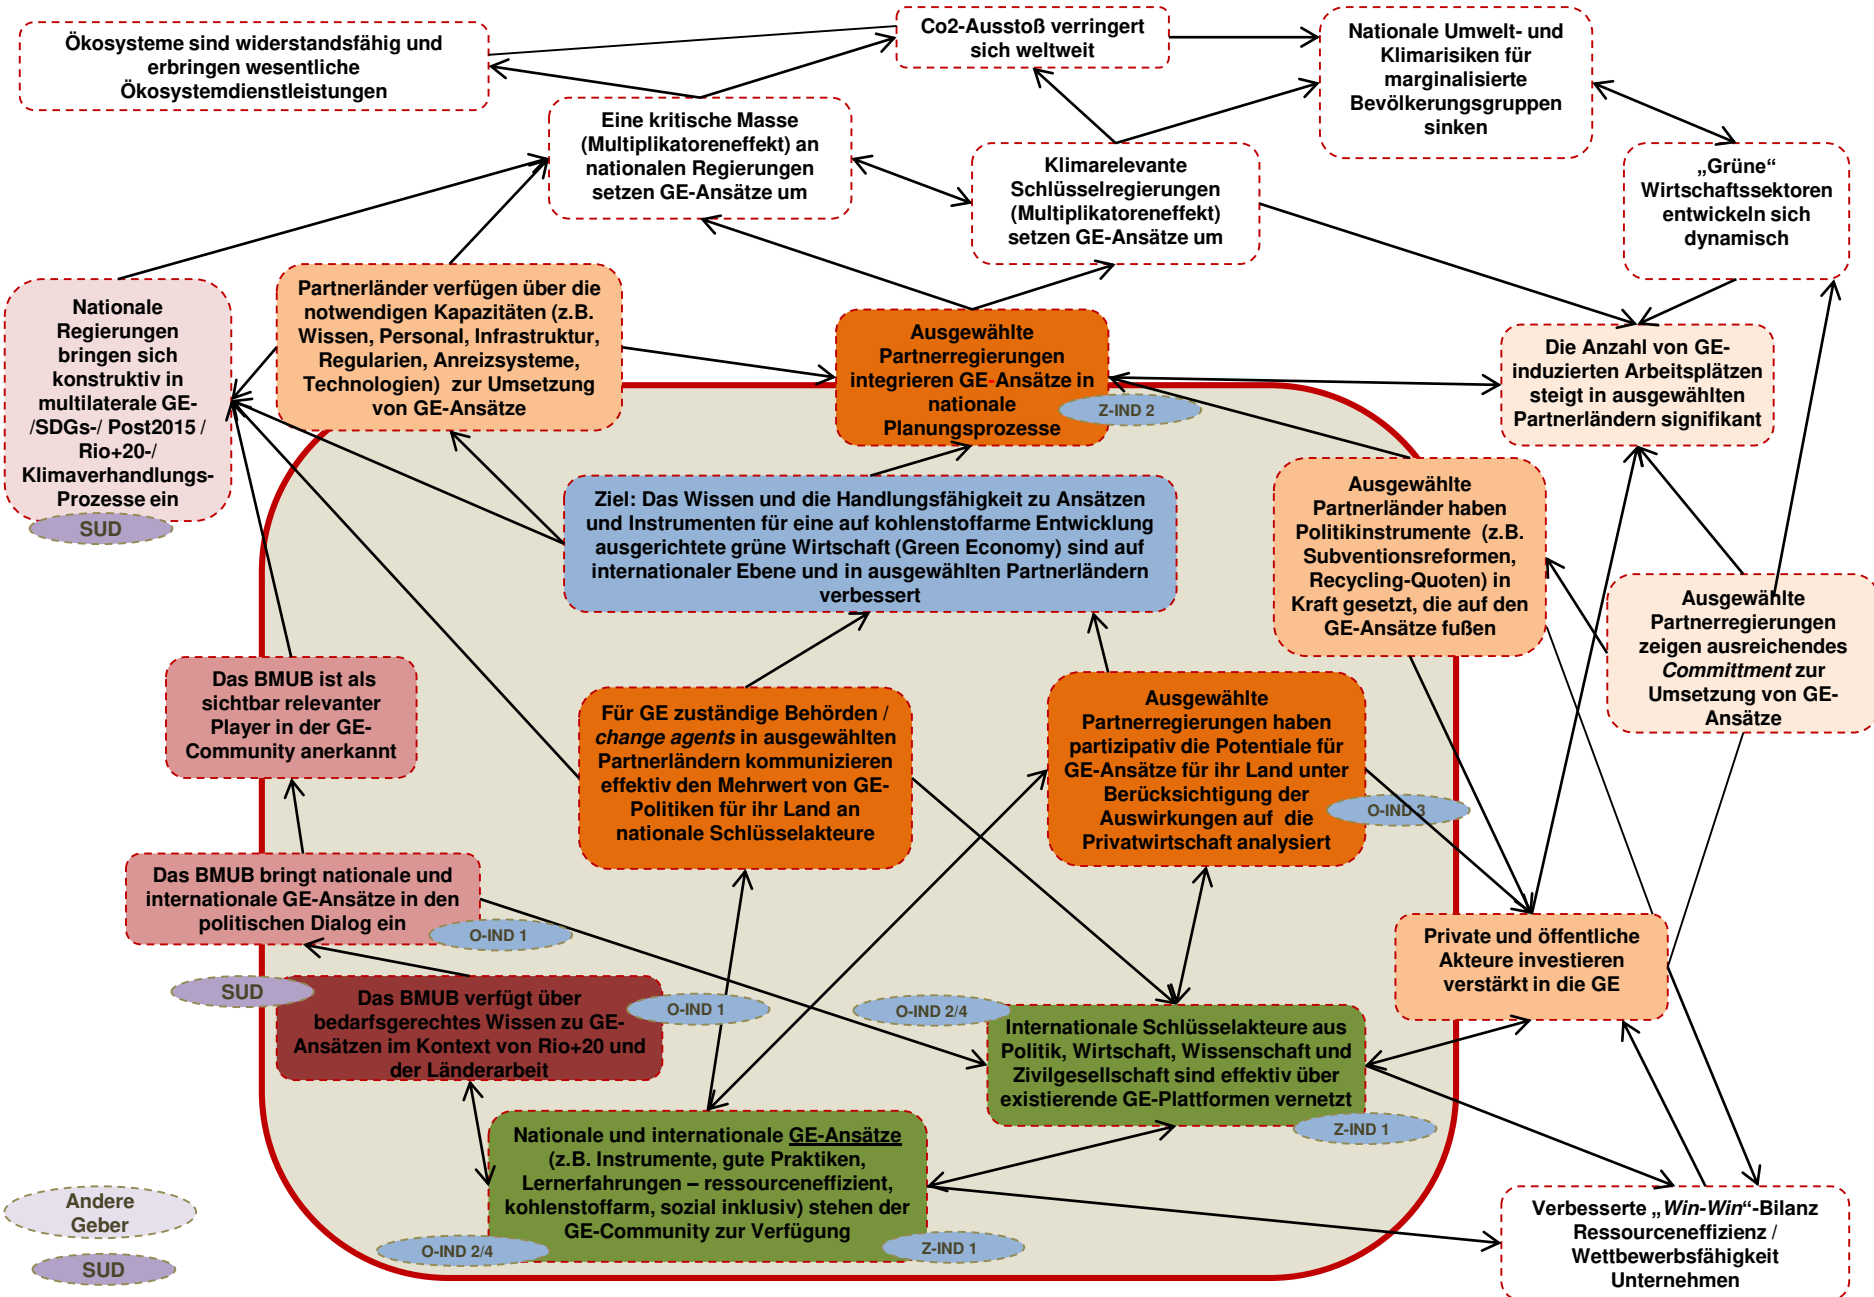 Ökosysteme sind widerstandsfähig und
erbringen wesentliche
Ökosystemdienstleistungen
Co2-Ausstoß verringert
sich weltweit
Nationale Umwelt- und
Klimarisiken für
marginalisierte
Bevölkerungsgruppen
sinken
Eine kritische Masse
(Multiplikatoreneffekt) an
nationalen Regierungen
setzen GE-Ansätze um
Klimarelevante
Schlüsselregierungen
(Multiplikatoreneffekt)
setzen GE-Ansätze um
„Grüne“
Wirtschaftssektoren
entwickeln sich
dynamisch
Nationale
Regierungen
bringen sich
konstruktiv in
multilaterale GE-
/SDGs-/ Post2015 /
Rio+20-/
Klimaverhandlungs-
Prozesse ein
SUD
Partnerländer verfügen über die
notwendigen Kapazitäten (z.B.
Wissen, Personal, Infrastruktur,
Regularien, Anreizsysteme,
Technologien) zur Umsetzung
von GE-Ansätze
Ausgewählte
Partnerregierungen
integrieren GE-Ansätze in
nationale
Planungsprozesse
Z-IND 2
Die Anzahl von GE-
induzierten Arbeitsplätzen
steigt in ausgewählten
Partnerländern signifikant
Ziel: Das Wissen und die Handlungsfähigkeit zu Ansätzen
und Instrumenten für eine auf kohlenstoffarme Entwicklung
ausgerichtete grüne Wirtschaft (Green Economy) sind auf
internationaler Ebene und in ausgewählten Partnerländern
verbessert
Ausgewählte
Partnerländer haben
Politikinstrumente (z.B.
Subventionsreformen,
Recycling-Quoten) in
Kraft gesetzt, die auf den
GE-Ansätze fußen
Ausgewählte
Partnerregierungen
zeigen ausreichendes
Committment zur
Umsetzung von GE-
Ansätze
Das BMUB ist als
sichtbar relevanter
Player in der GE-
Community anerkannt
Für GE zuständige Behörden /
change agents in ausgewählten
Partnerländern kommunizieren
effektiv den Mehrwert von GE-
Politiken für ihr Land an
nationale Schlüsselakteure
Ausgewählte
Partnerregierungen haben
partizipativ die Potentiale für
GE-Ansätze für ihr Land unter
Berücksichtigung der
Auswirkungen auf die
Privatwirtschaft analysiert
O-IND 3
Das BMUB bringt nationale und
internationale GE-Ansätze in den
politischen Dialog ein
O-IND 1
Private und öffentliche
Akteure investieren
verstärkt in die GE
SUD
Das BMUB verfügt über
bedarfsgerechtes Wissen zu GE-
Ansätzen im Kontext von Rio+20 und
der Länderarbeit
O-IND 1
O-IND 2/4
Internationale Schlüsselakteure aus
Politik, Wirtschaft, Wissenschaft und
Zivilgesellschaft sind effektiv über
existierende GE-Plattformen vernetzt
Z-IND 1
Nationale und internationale GE-Ansätze
(z.B. Instrumente, gute Praktiken,
Lernerfahrungen – ressourceneffizient,
kohlenstoffarm, sozial inklusiv) stehen der
GE-Community zur Verfügung
O-IND 2/4
Z-IND 1
Verbesserte „Win-Win“-Bilanz
Ressourceneffizienz /
Wettbewerbsfähigkeit
Unternehmen
Andere
Geber
SUD